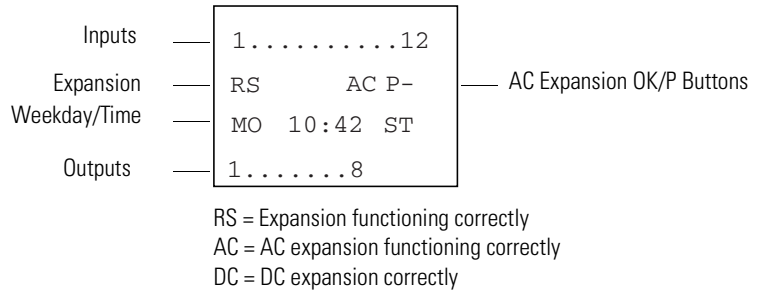 Inputs 1..........12
Expansion RS AC P- AC Expansion OK/P Buttons
Weekday/Time MO 10:42 ST
Outputs 1.......8
RS = Expansion functioning correctly
AC = AC expansion functioning correctly
DC = DC expansion correctly